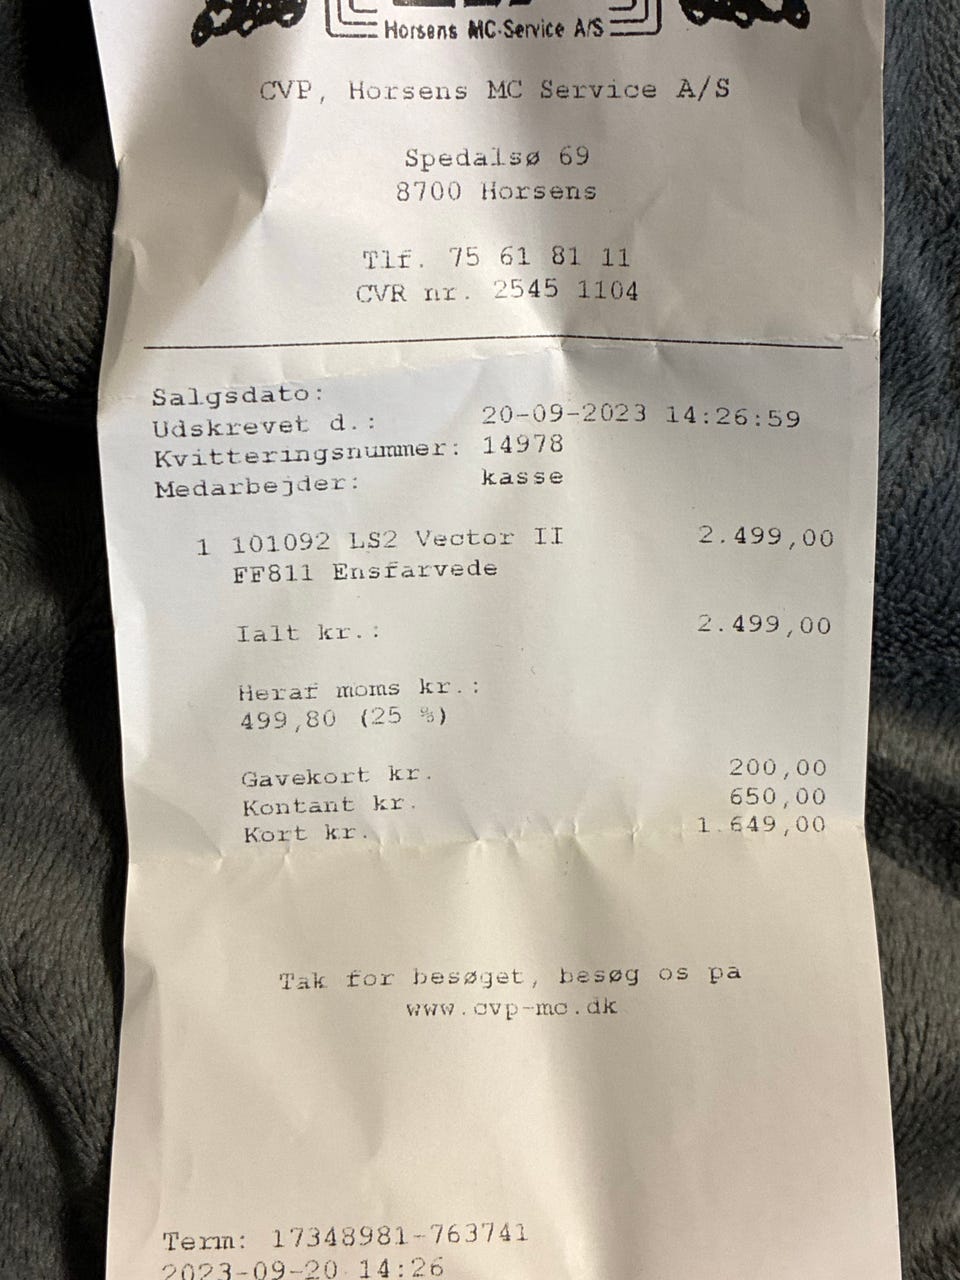 Horsens MC-Service A/S
CVP, Horsens MC Service A/S
Spedalsø 69
8700 Horsens
Tlf. 75 61 81 11
CVR nr. 2545 1104
Salgsdato:
Udskrevet d.: 20-09-2023 14:26:59
Kvitteringsnummer: 14978
Medarbejder: kasse
1 101092 LS2 Vector II 2.499,00
FF811 Ensfarvede
Ialt kr.: 2.499,00
Heraf moms kr.:
499,80 (25 %)
Gavekort kr. 200,00
Kontant kr. 650,00
Kort kr. 1.649,00
Tak for besøget, besøg os på
www.cvp-mc.dk
Term: 17348981-763741
2023-09-20 14:26